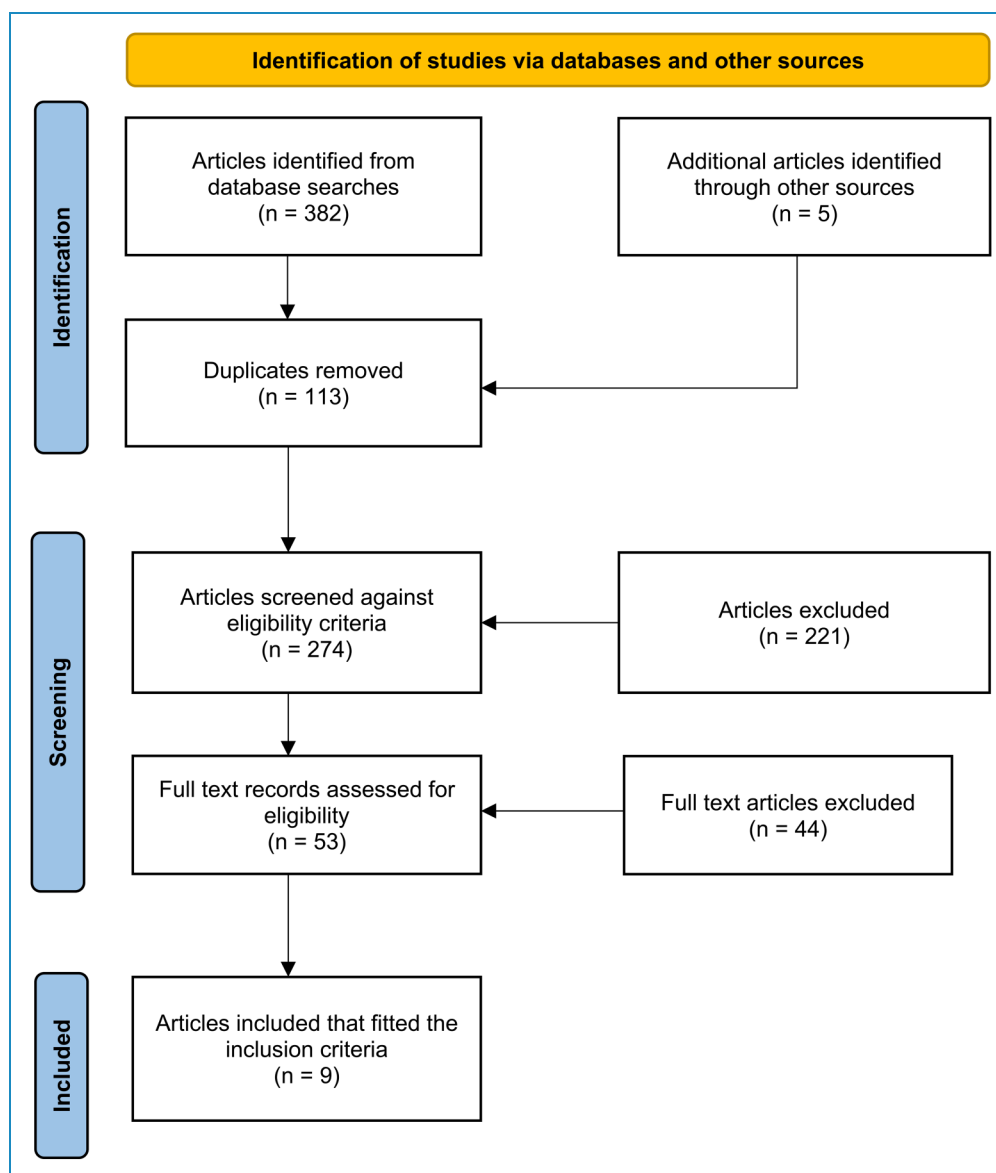 Identification of studies via databases and other sources
Identification
Articles identified from
database searches
(n = 382)
Additional articles identified
through other sources
(n = 5)
Duplicates removed
(n = 113)
Screening
Articles screened against
eligibility criteria
(n = 274)
Articles excluded
(n = 221)
Full text records assessed for
eligibility
(n = 53)
Full text articles excluded
(n = 44)
Included
Articles included that fitted the
inclusion criteria
(n = 9)